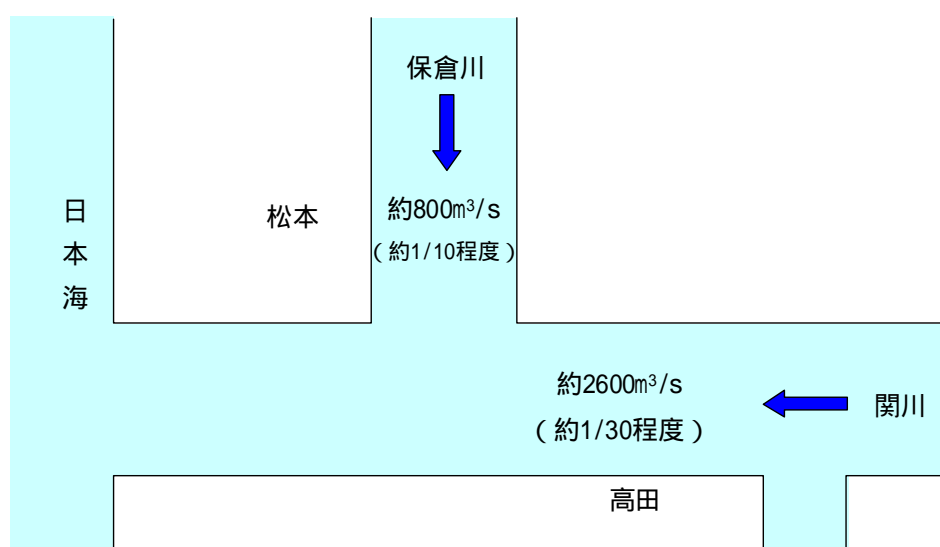 保倉川
日本海
松本
約800m³/s
(約1/10程度)
約2600m³/s
(約1/30程度)
関川
高田